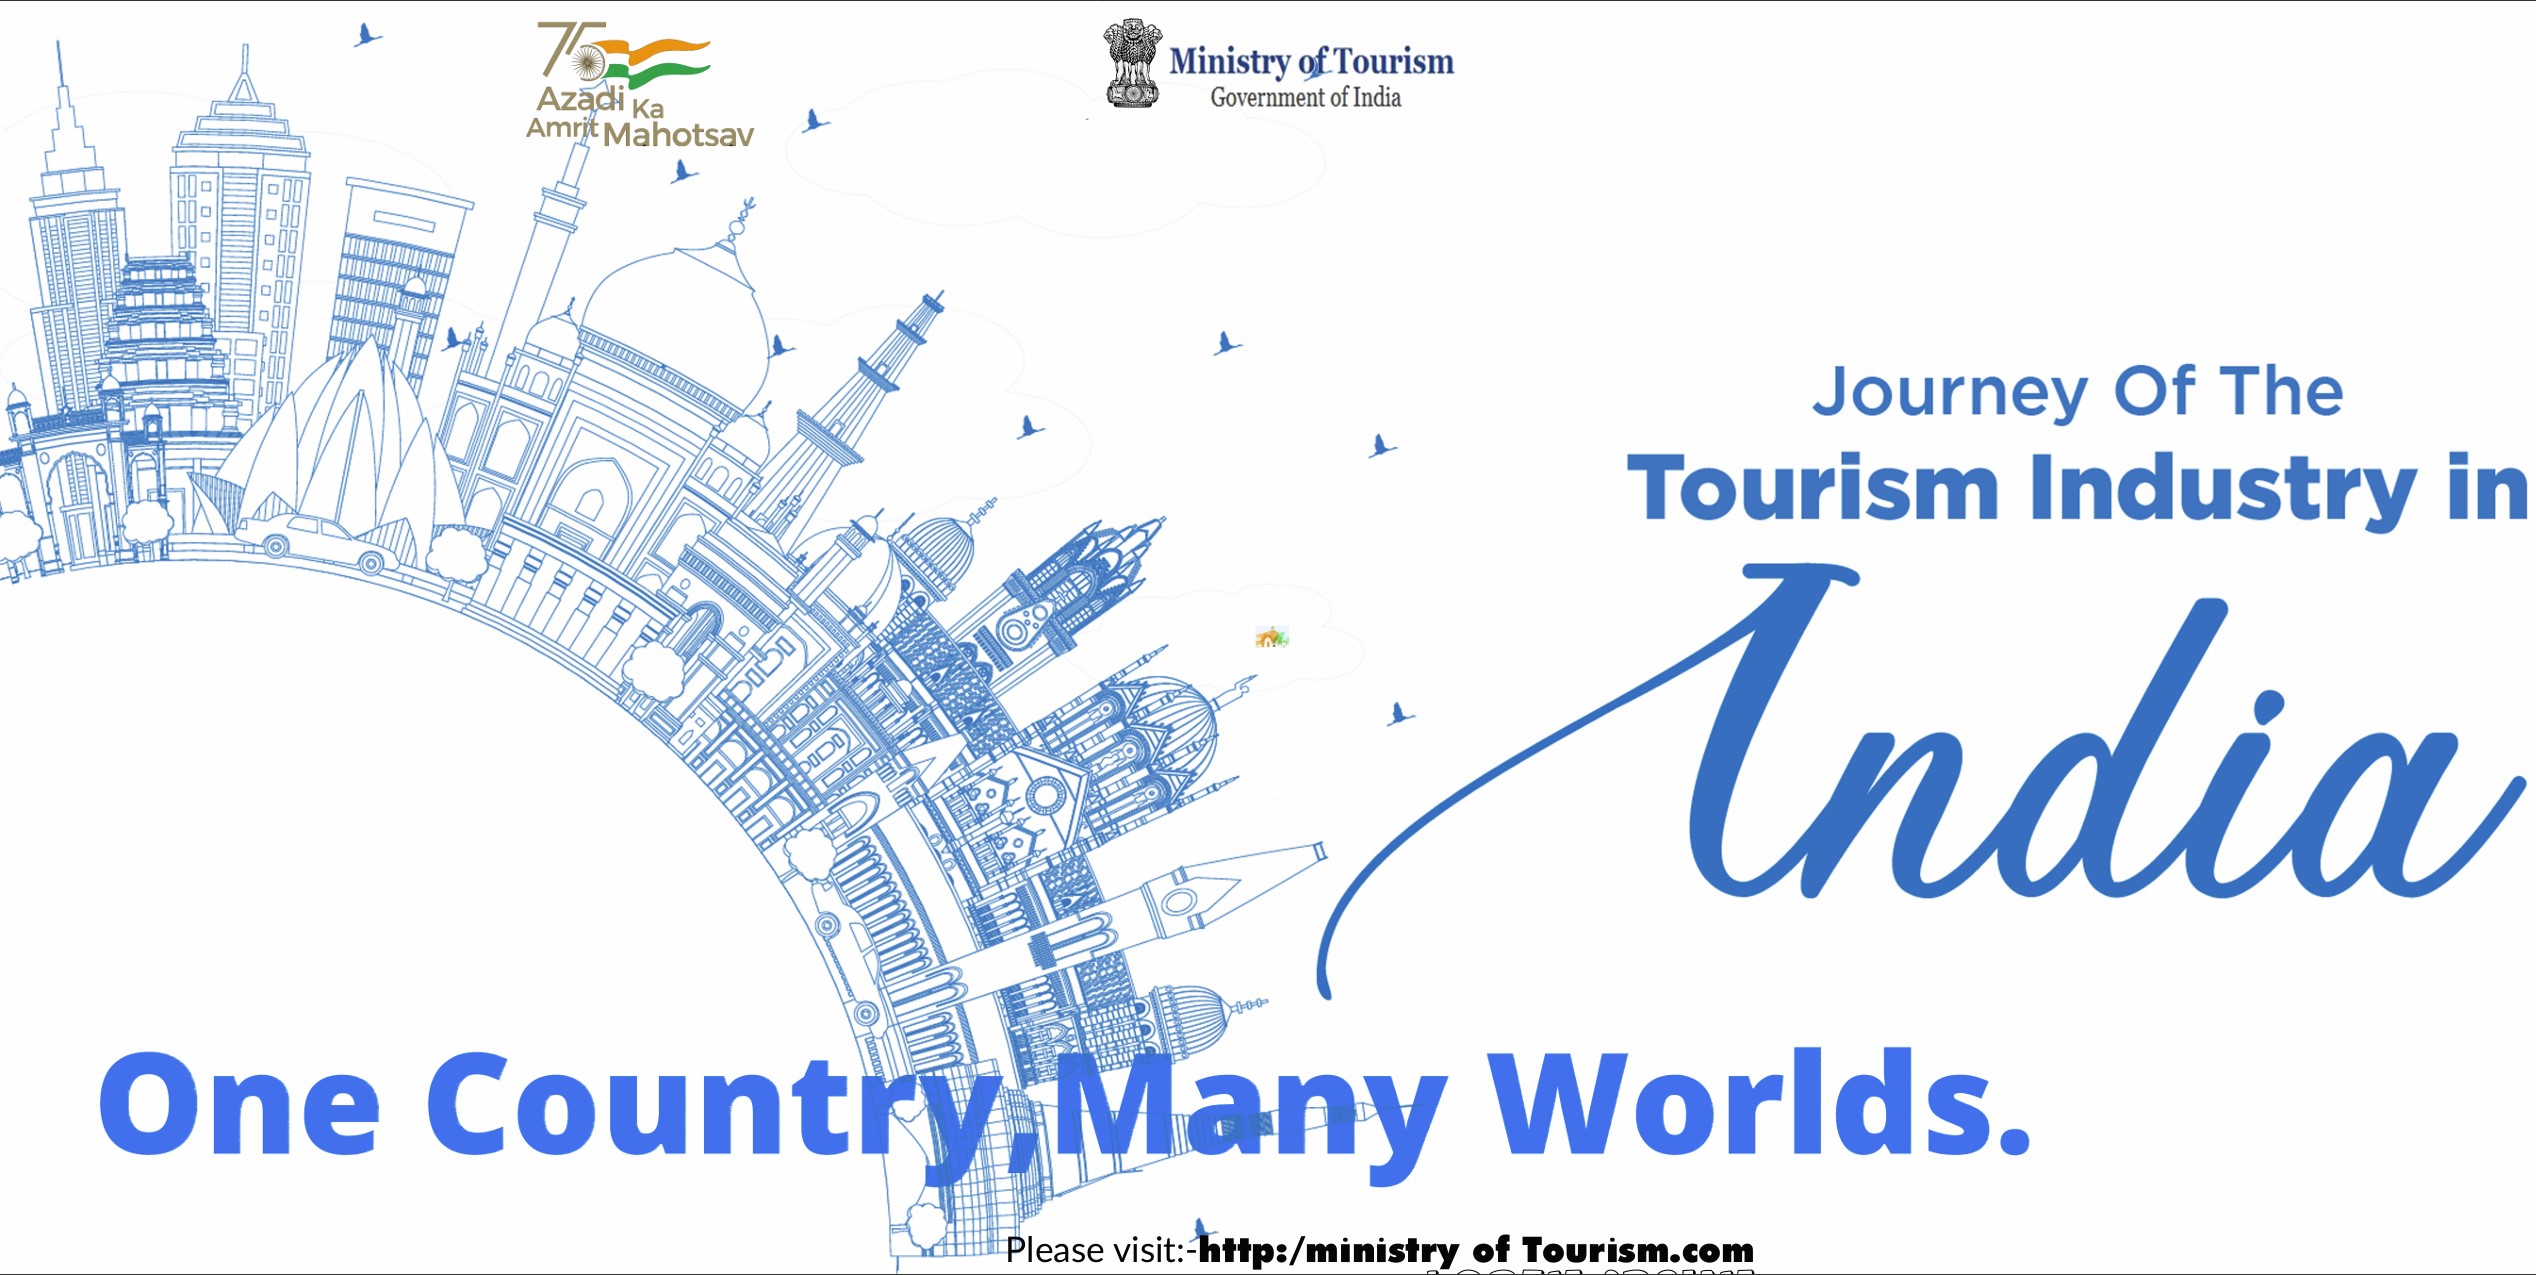 75
Azadi Ka
Amrit Mahotsav
Ministry of Tourism
Government of India
Journey Of The
Tourism Industry in
India
One Country,Many Worlds.
Please visit:-http:/ministry of Tourism.com